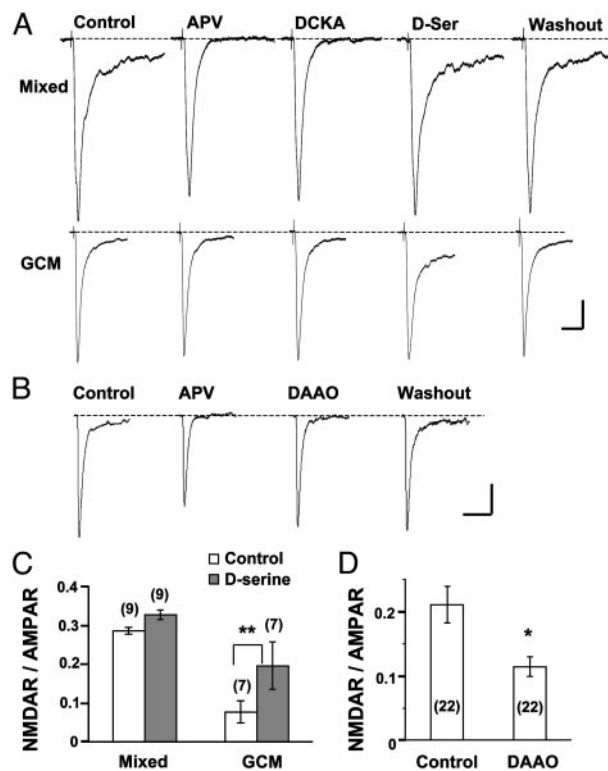 A
Control APV DCKA D-Ser Washout
Mixed
GCM
B
Control APV DAAO Washout
C
Control
D-serine
NMDAR / AMPAR
0.4
0.3
0.2
0.1
0
(9) (9)
**
(7)
(7)
Mixed GCM
D
NMDAR / AMPAR
0.2
0.1
0
*
(22) (22)
Control DAAO